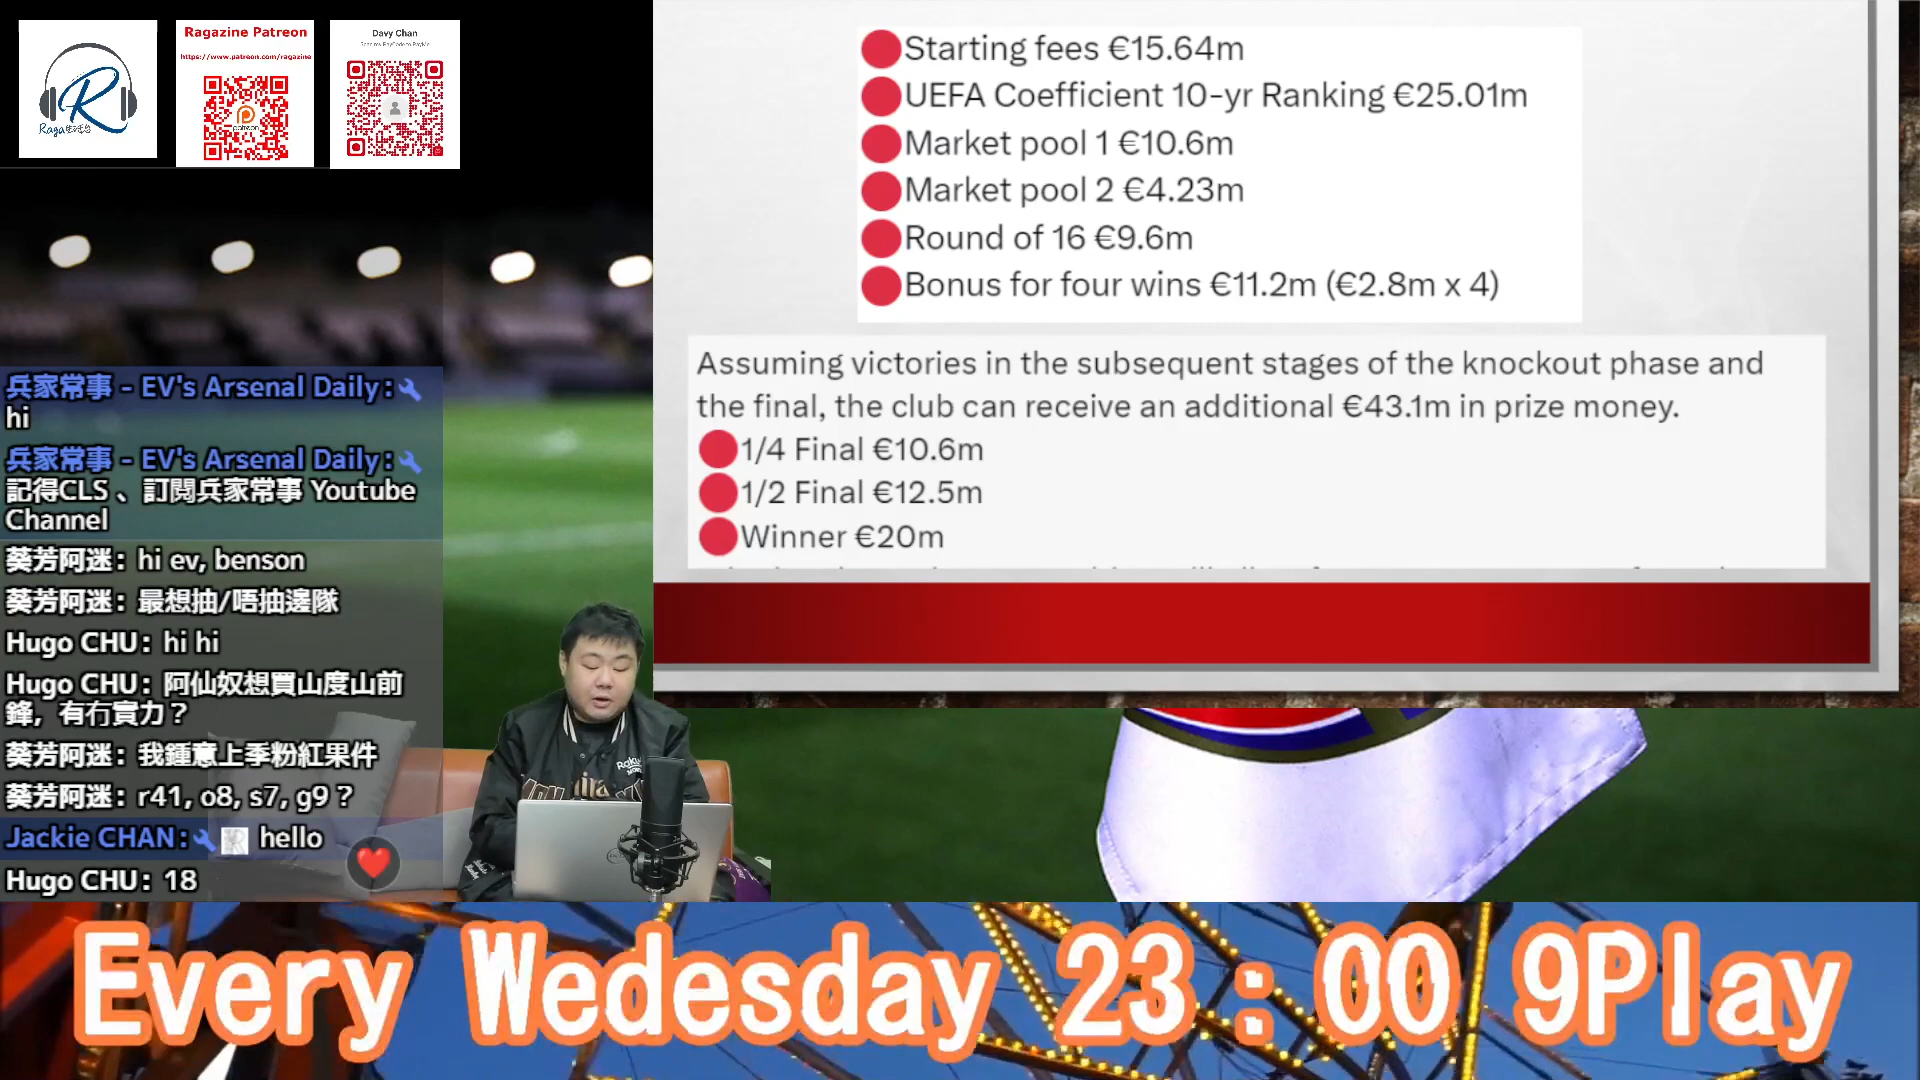 Ragazine Patreon
https://www.patreon.com/ragazine
patreon
Davy Chan
R
Starting fees €15.64m
UEFA Coefficient 10-yr Ranking €25.01m
Market pool 1 €10.6m
Market pool 2 €4.23m
Round of 16 €9.6m
Bonus for four wins €11.2m (€2.8m x 4)
Assuming victories in the subsequent stages of the knockout phase and
the final, the club can receive an additional €43.1m in prize money.
1/4 Final €10.6m
1/2 Final €12.5m
Winner €20m
兵家常事 - EV's Arsenal Daily:
hi
兵家常事 - EV's Arsenal Daily:
記得CLS 、訂閱兵家常事 Youtube
Channel
葵芳阿迷: hi ev, benson
葵芳阿迷: 最想抽/唔抽邊隊
Hugo CHU: hi hi
Hugo CHU: 阿仙奴想買山度山前
鋒, 有冇實力?
葵芳阿迷: 我鍾意上季粉紅果件
葵芳阿迷: r41, o8, s7, g9 ?
Jackie CHAN: hello
Hugo CHU: 18
Every Wedesday 23:00 9Play